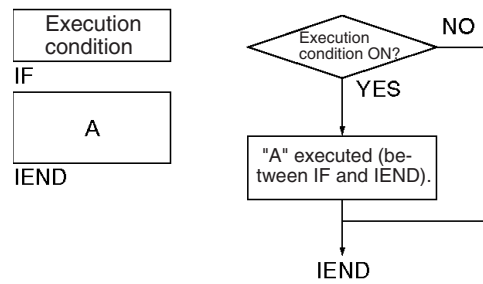 Execution
condition
IF
A
IEND
Execution
condition ON?
NO
YES
"A" executed (be-
tween IF and IEND).
IEND